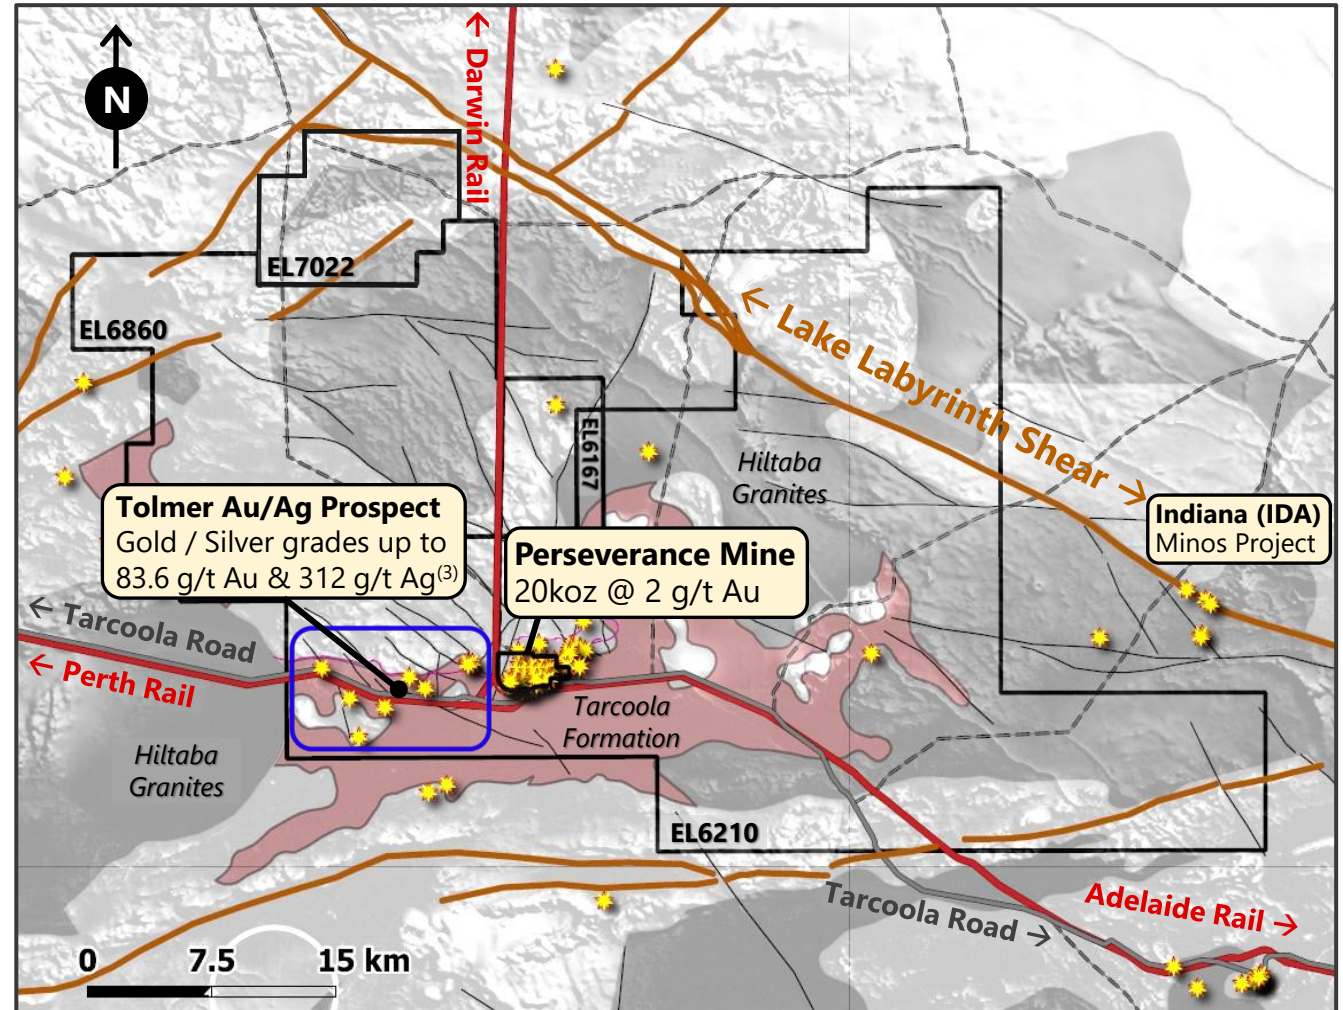 N
← Darwin Rail
EL7022
EL6860
← Lake Labyrinth Shear →
EL6167
Hiltaba
Granites
Tolmer Au/Ag Prospect
Gold / Silver grades up to
83.6 g/t Au & 312 g/t Ag(3)
Perseverance Mine
20koz @ 2 g/t Au
Indiana (IDA)
Minos Project
← Tarcoola Road
← Perth Rail
Tarcoola
Formation
Hiltaba
Granites
EL6210
Tarcoola Road →
Adelaide Rail →
0 7.5 15 km